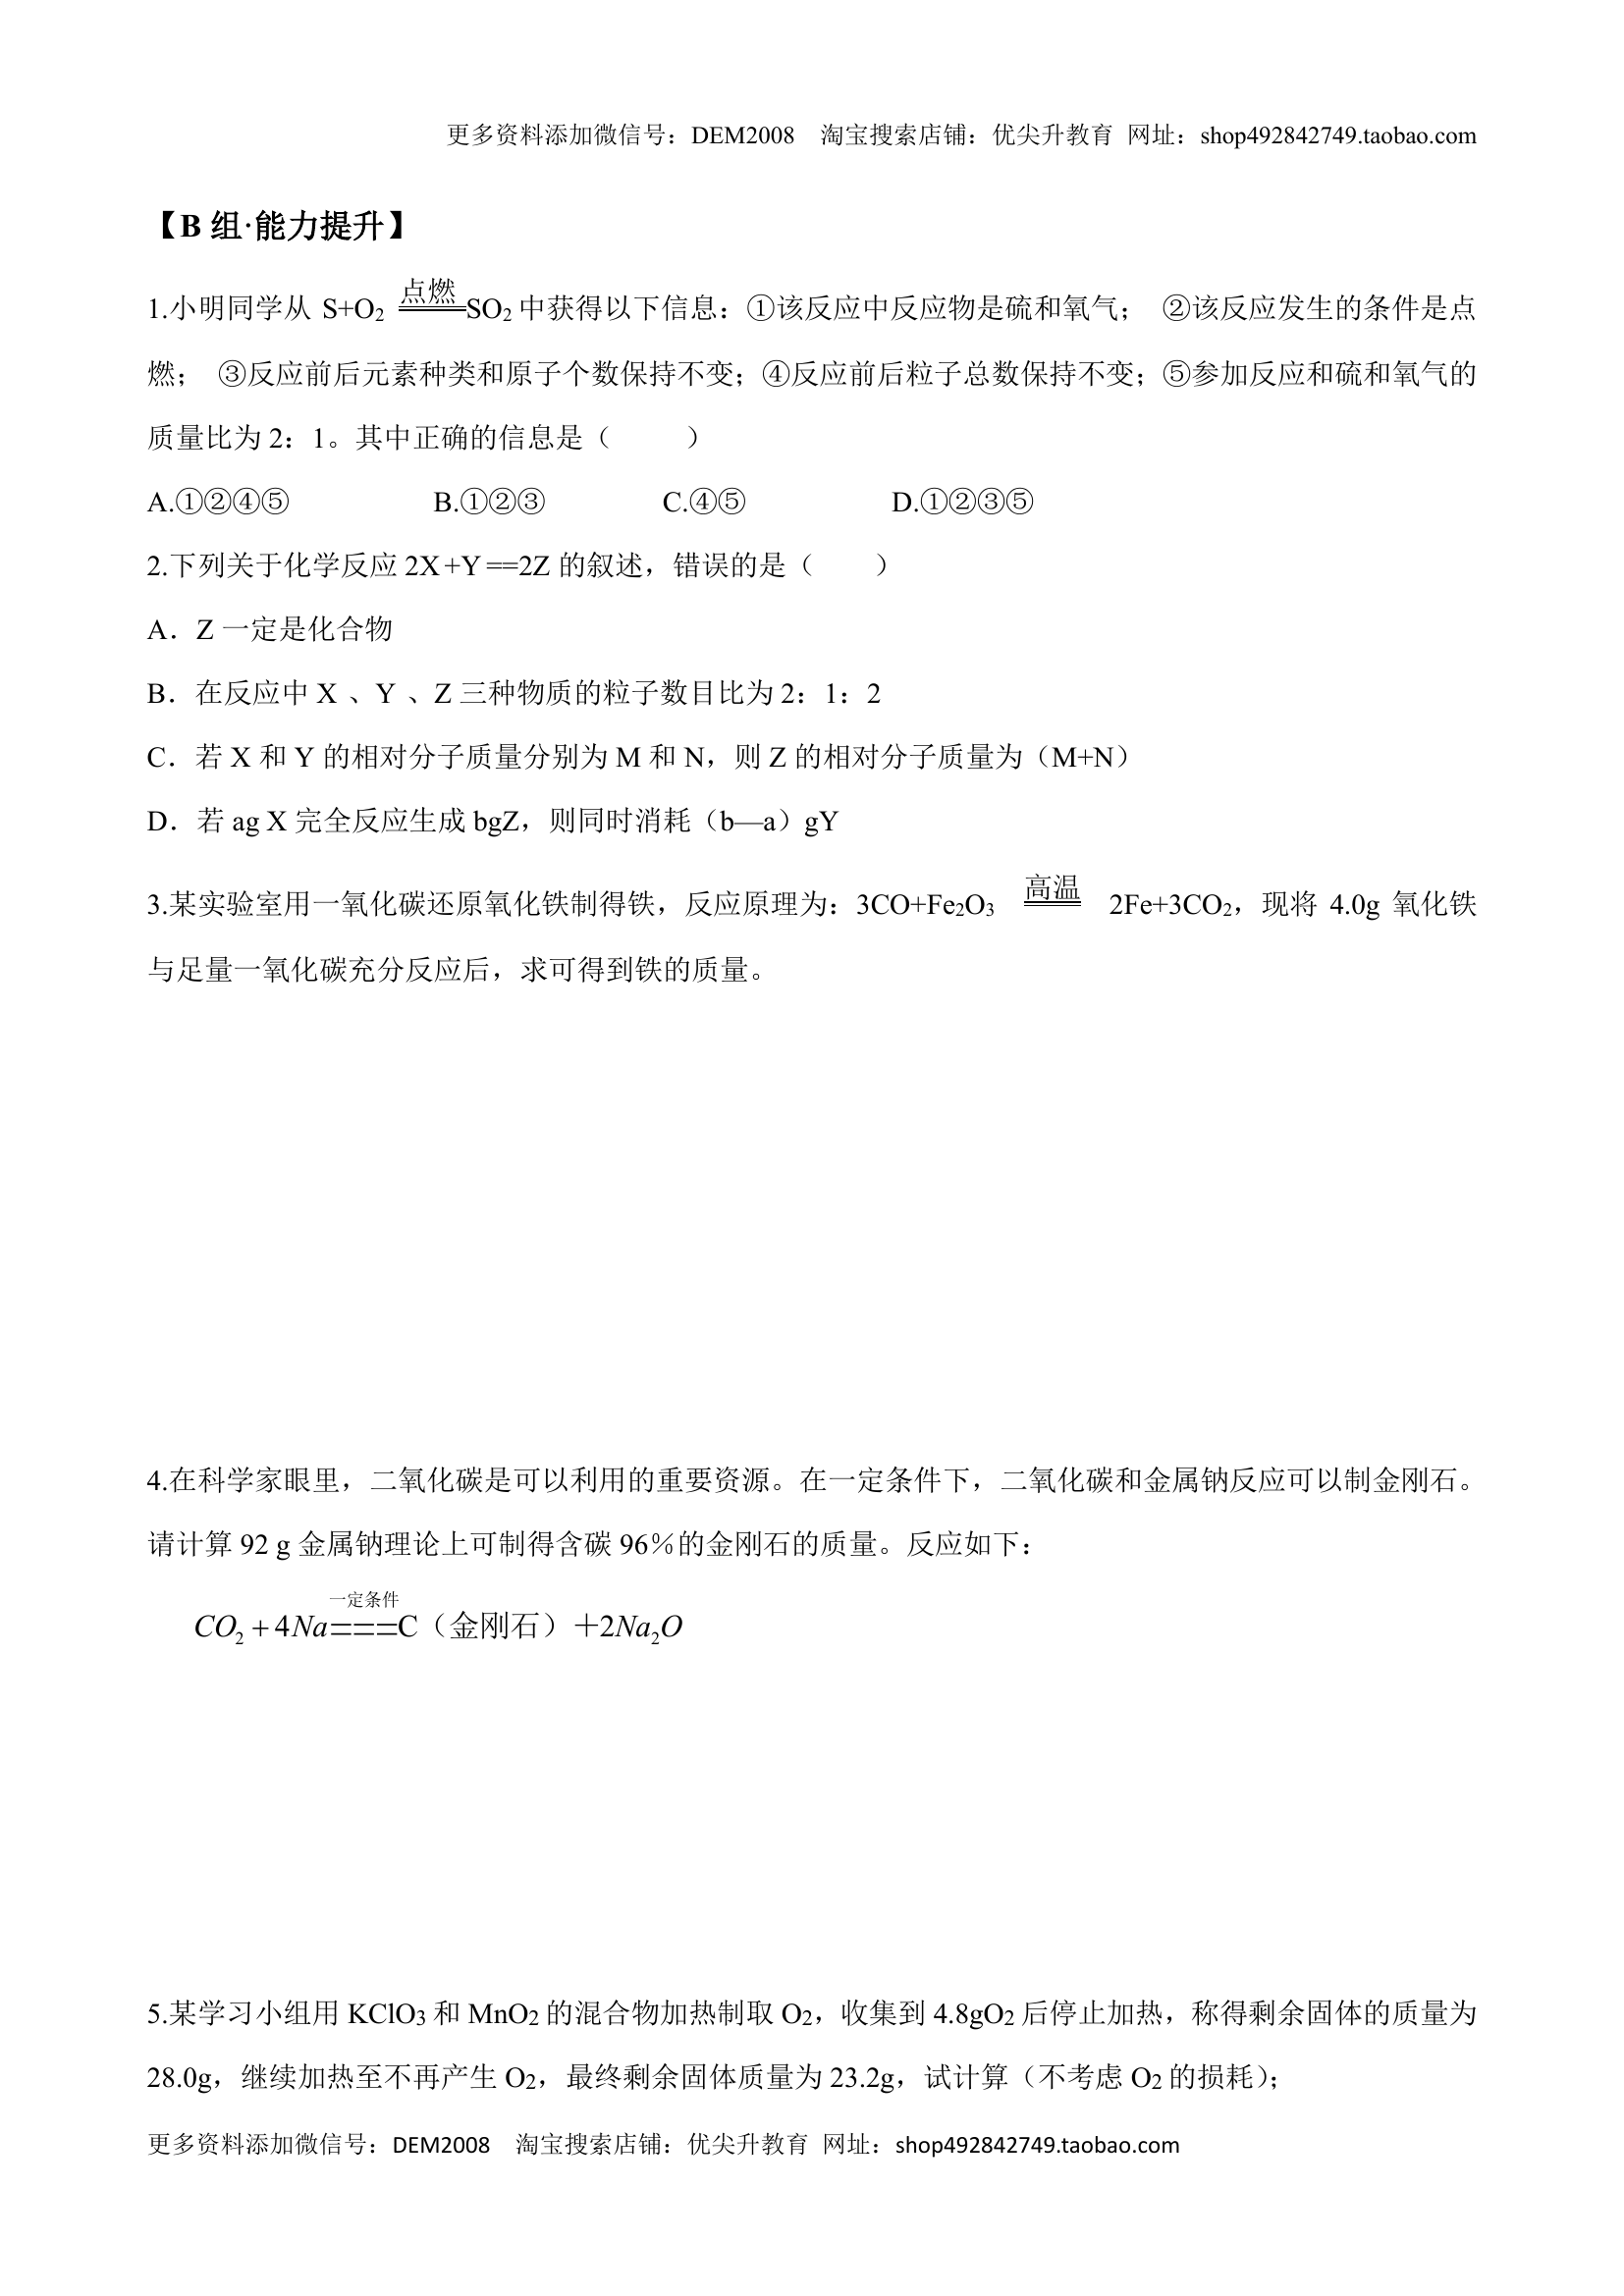 更多资料添加微信号：DEM2008　淘宝搜索店铺：优尖升教育 网址：shop492842749.taobao.com
【B 组·能力提升】
1.小明同学从 S+O₂ 点燃══SO₂ 中获得以下信息：①该反应中反应物是硫和氧气； ②该反应发生的条件是点
燃； ③反应前后元素种类和原子个数保持不变；④反应前后粒子总数保持不变；⑤参加反应和硫和氧气的
质量比为 2：1。其中正确的信息是（　　）
A.①②④⑤　B.①②③　C.④⑤　D.①②③⑤
2.下列关于化学反应 2X+Y==2Z 的叙述，错误的是（　　）
A．Z 一定是化合物
B．在反应中 X 、Y 、Z 三种物质的粒子数目比为 2：1：2
C．若 X 和 Y 的相对分子质量分别为 M 和 N，则 Z 的相对分子质量为（M+N）
D．若 ag X 完全反应生成 bgZ，则同时消耗（b—a）gY
3.某实验室用一氧化碳还原氧化铁制得铁，反应原理为：3CO+Fe₂O₃ 高温══ 2Fe+3CO₂，现将 4.0g 氧化铁
与足量一氧化碳充分反应后，求可得到铁的质量。
4.在科学家眼里，二氧化碳是可以利用的重要资源。在一定条件下，二氧化碳和金属钠反应可以制金刚石。
请计算 92 g 金属钠理论上可制得含碳 96％的金刚石的质量。反应如下：
CO₂+4Na 一定条件===C（金刚石）＋2Na₂O
5.某学习小组用 KClO₃ 和 MnO₂ 的混合物加热制取 O₂，收集到 4.8gO₂ 后停止加热，称得剩余固体的质量为
28.0g，继续加热至不再产生 O₂，最终剩余固体质量为 23.2g，试计算（不考虑 O₂ 的损耗）；
更多资料添加微信号：DEM2008　淘宝搜索店铺：优尖升教育 网址：shop492842749.taobao.com